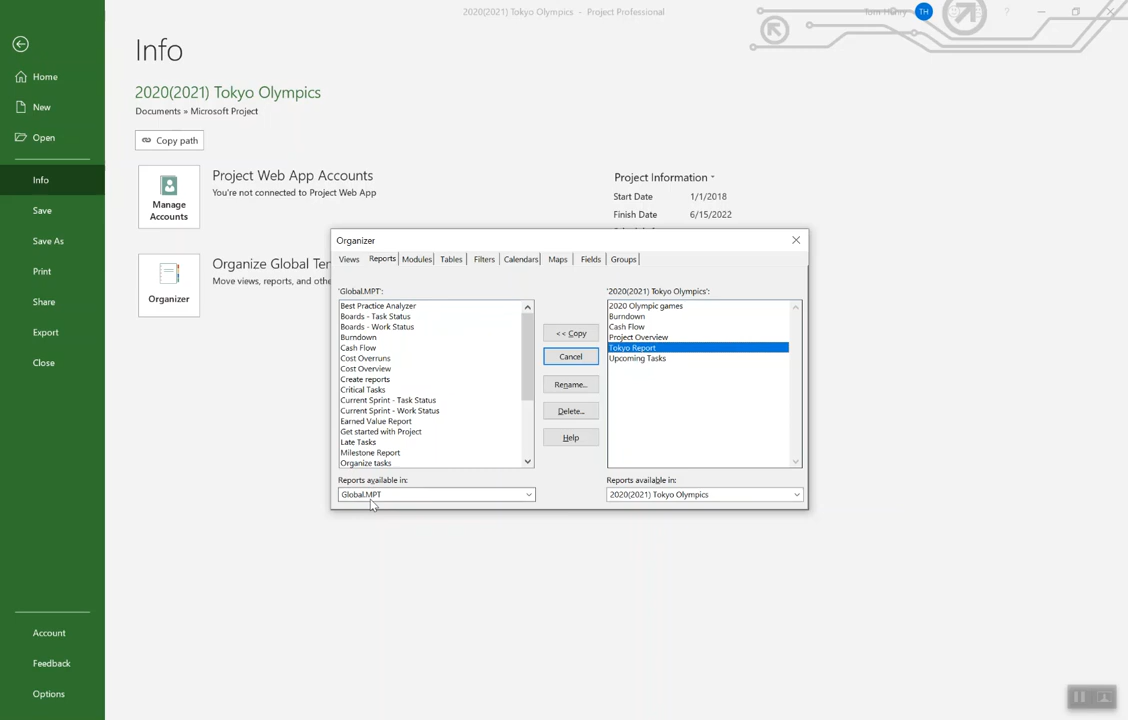 2020(2021) Tokyo Olympics - Project Professional
Tom Henry
TH
?
Info
Home
New
Open
Info
Save
Save As
Print
Share
Export
Close
Account
Feedback
Options
2020(2021) Tokyo Olympics
Documents » Microsoft Project
Copy path
Manage
Accounts
Project Web App Accounts
You're not connected to Project Web App
Organizer
Organize Global Ten
Move views, reports, and othe
Project Information
Start Date 1/1/2018
Finish Date 6/15/2022
Organizer
Views Reports Modules Tables Filters Calendars Maps Fields Groups
'Global.MPT':
Best Practice Analyzer
Boards - Task Status
Boards - Work Status
Burndown
Cash Flow
Cost Overruns
Cost Overview
Create reports
Critical Tasks
Current Sprint - Task Status
Current Sprint - Work Status
Earned Value Report
Get started with Project
Late Tasks
Milestone Report
Organize tasks
Reports available in:
Global.MPT
<< Copy
Cancel
Rename...
Delete...
Help
'2020(2021) Tokyo Olympics':
2020 Olympic games
Burndown
Cash Flow
Project Overview
Tokyo Report
Upcoming Tasks
Reports available in:
2020(2021) Tokyo Olympics